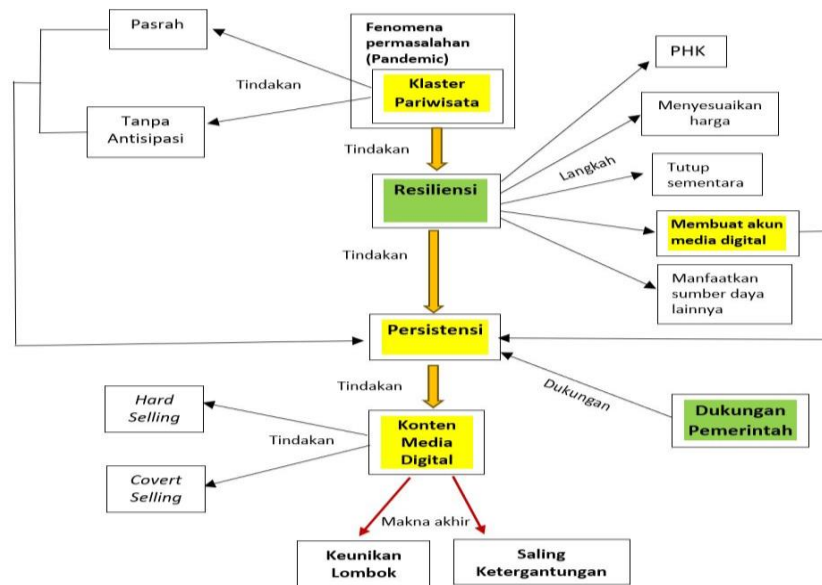 Pasrah
Fenomena
permasalahan
(Pandemic)
Klaster
Pariwisata
PHK
Tindakan
Menyesuaikan
harga
Tanpa
Antisipasi
Tindakan
Langkah
Tutup
sementara
Resiliensi
Membuat akun
media digital
Tindakan
Manfaatkan
sumber daya
lainnya
Persistensi
Tindakan
Dukungan
Hard
Selling
Dukungan
Pemerintah
Konten
Media
Digital
Tindakan
Covert
Selling
Makna akhir
Keunikan
Lombok
Saling
Ketergantungan